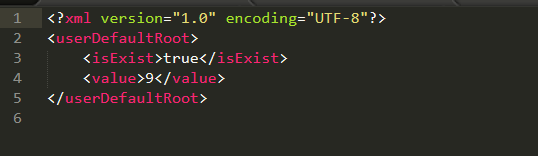 1 <?xml version="1.0" encoding="UTF-8"?>
2 <userDefaultRoot>
3     <isExist>true</isExist>
4     <value>9</value>
5 </userDefaultRoot>
6